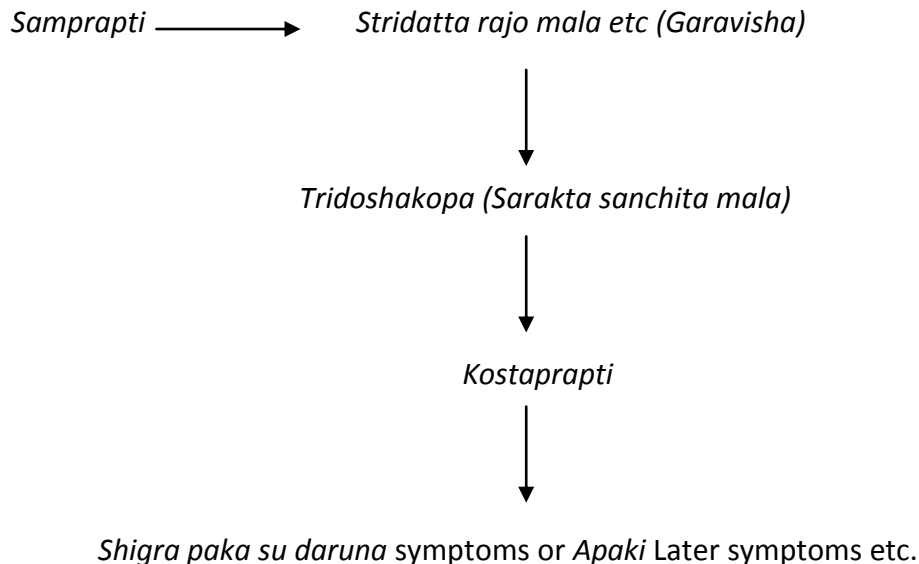 Samprapti Stridatta rajo mala etc (Garavisha)
Tridoshakopa (Sarakta sanchita mala)
Kostaprapti
Shigra paka su daruna symptoms or Apaki Later symptoms etc.